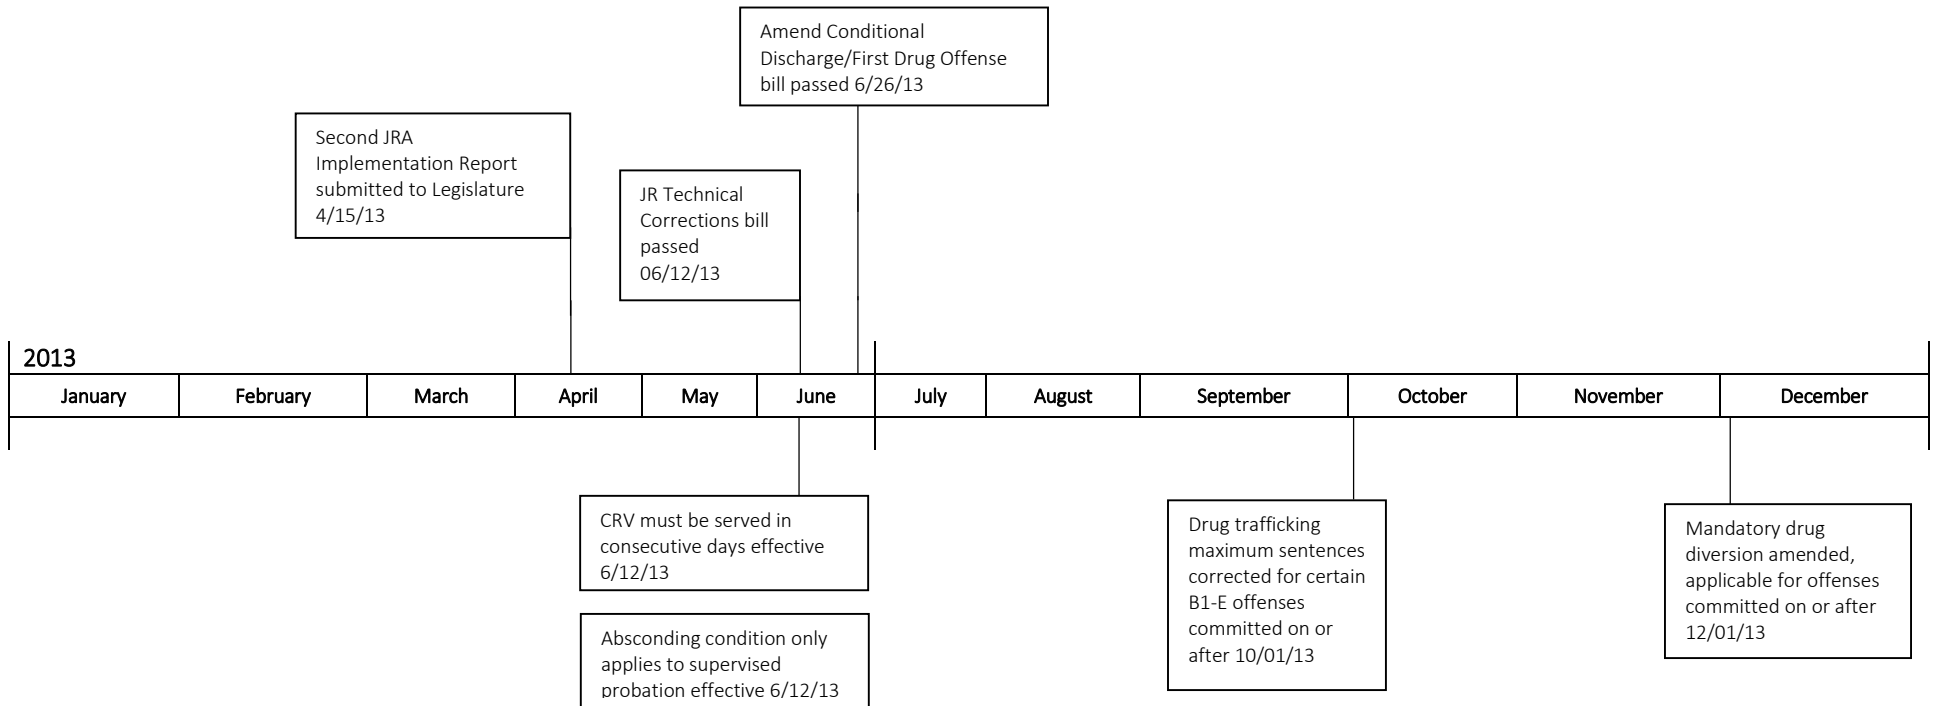 Amend Conditional
Discharge/First Drug Offense
bill passed 6/26/13
Second JRA
Implementation Report
submitted to Legislature
4/15/13
JR Technical
Corrections bill
passed
06/12/13
2013
January February March April May June July August September October November December
CRV must be served in
consecutive days effective
6/12/13
Absconding condition only
applies to supervised
probation effective 6/12/13
Drug trafficking
maximum sentences
corrected for certain
B1-E offenses
committed on or
after 10/01/13
Mandatory drug
diversion amended,
applicable for offenses
committed on or after
12/01/13